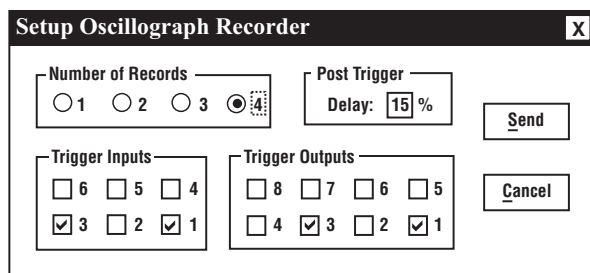 Setup Oscillograph Recorder X
Number of Records
1 2 3 4
Post Trigger
Delay: 15 %
Send
Trigger Inputs
6 5 4
3 2 1
Trigger Outputs
8 7 6 5
4 3 2 1
Cancel